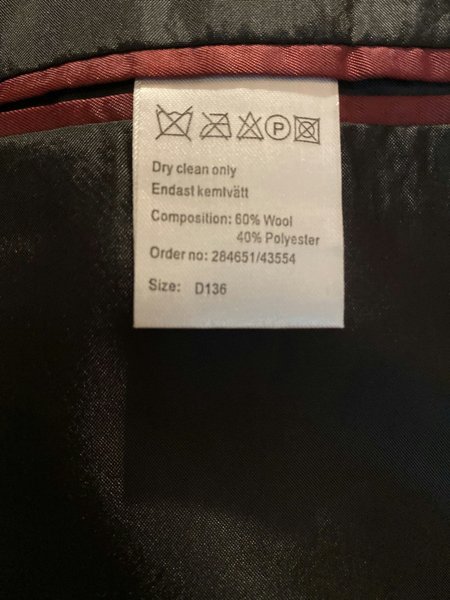 P
Dry clean only
Endast kemtvätt
Composition: 60% Wool
40% Polyester
Order no: 284651/43554
Size: D136